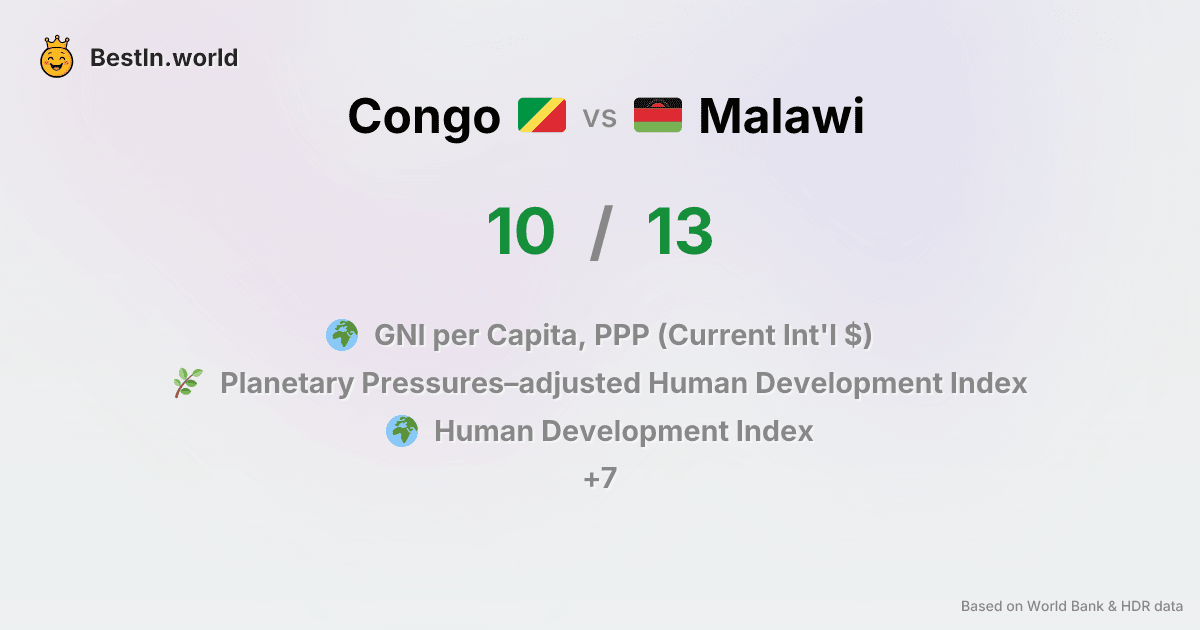 BestIn.world
Congo vs Malawi
10 / 13
GNI per Capita, PPP (Current Int'l $)
Planetary Pressures–adjusted Human Development Index
Human Development Index
+7
Based on World Bank & HDR data